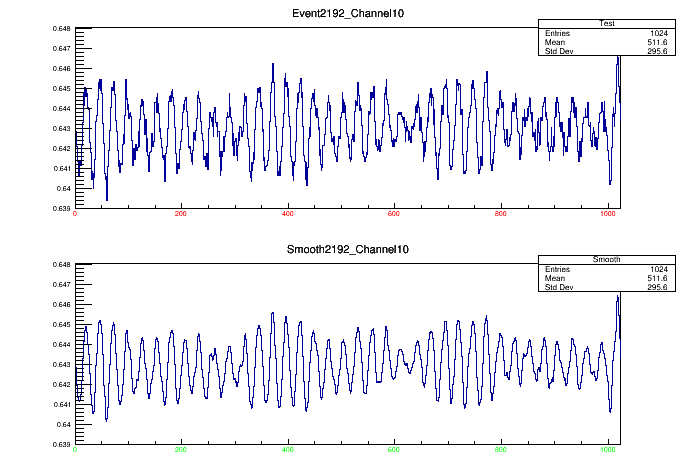 Event2192_Channel10
Test
Entries 1024
Mean 511.6
Std Dev 295.6
0.648
0.647
0.646
0.645
0.644
0.643
0.642
0.641
0.64
0.639
0 200 400 600 800 1000
Smooth2192_Channel10
Smooth
Entries 1024
Mean 511.6
Std Dev 295.6
0.648
0.647
0.646
0.645
0.644
0.643
0.642
0.641
0.64
0.639
0 200 400 600 800 1000